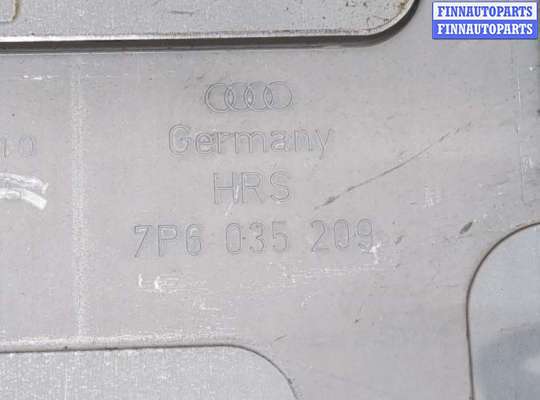 FINNAUTOPARTS
FINNAUTOPARTS
Germany
HRS
7P6 035 209